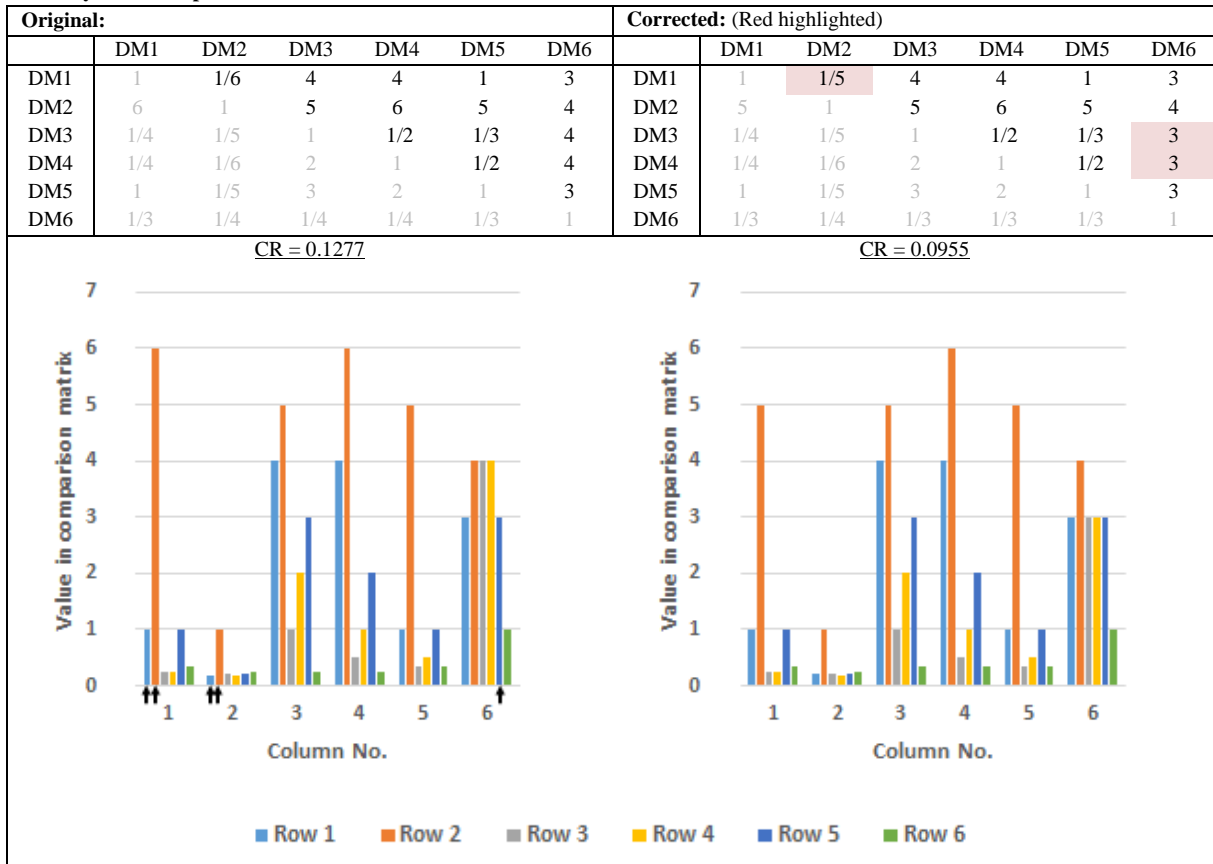 Original:
Corrected: (Red highlighted)
DM1 DM2 DM3 DM4 DM5 DM6
DM1 1 1/6 4 4 1 3
DM2 6 1 5 6 5 4
DM3 1/4 1/5 1 1/2 1/3 4
DM4 1/4 1/6 2 1 1/2 4
DM5 1 1/5 3 2 1 3
DM6 1/3 1/4 1/4 1/4 1/3 1
DM1 DM2 DM3 DM4 DM5 DM6
DM1 1 1/5 4 4 1 3
DM2 5 1 5 6 5 4
DM3 1/4 1/5 1 1/2 1/3 3
DM4 1/4 1/6 2 1 1/2 3
DM5 1 1/5 3 2 1 3
DM6 1/3 1/4 1/3 1/3 1/3 1
CR = 0.1277
7
6
5
4
3
2
1
0
Value in comparison matrix
1 2 3 4 5 6
Column No.
CR = 0.0955
7
6
5
4
3
2
1
0
Value in comparison matrix
1 2 3 4 5 6
Column No.
Row 1 Row 2 Row 3 Row 4 Row 5 Row 6